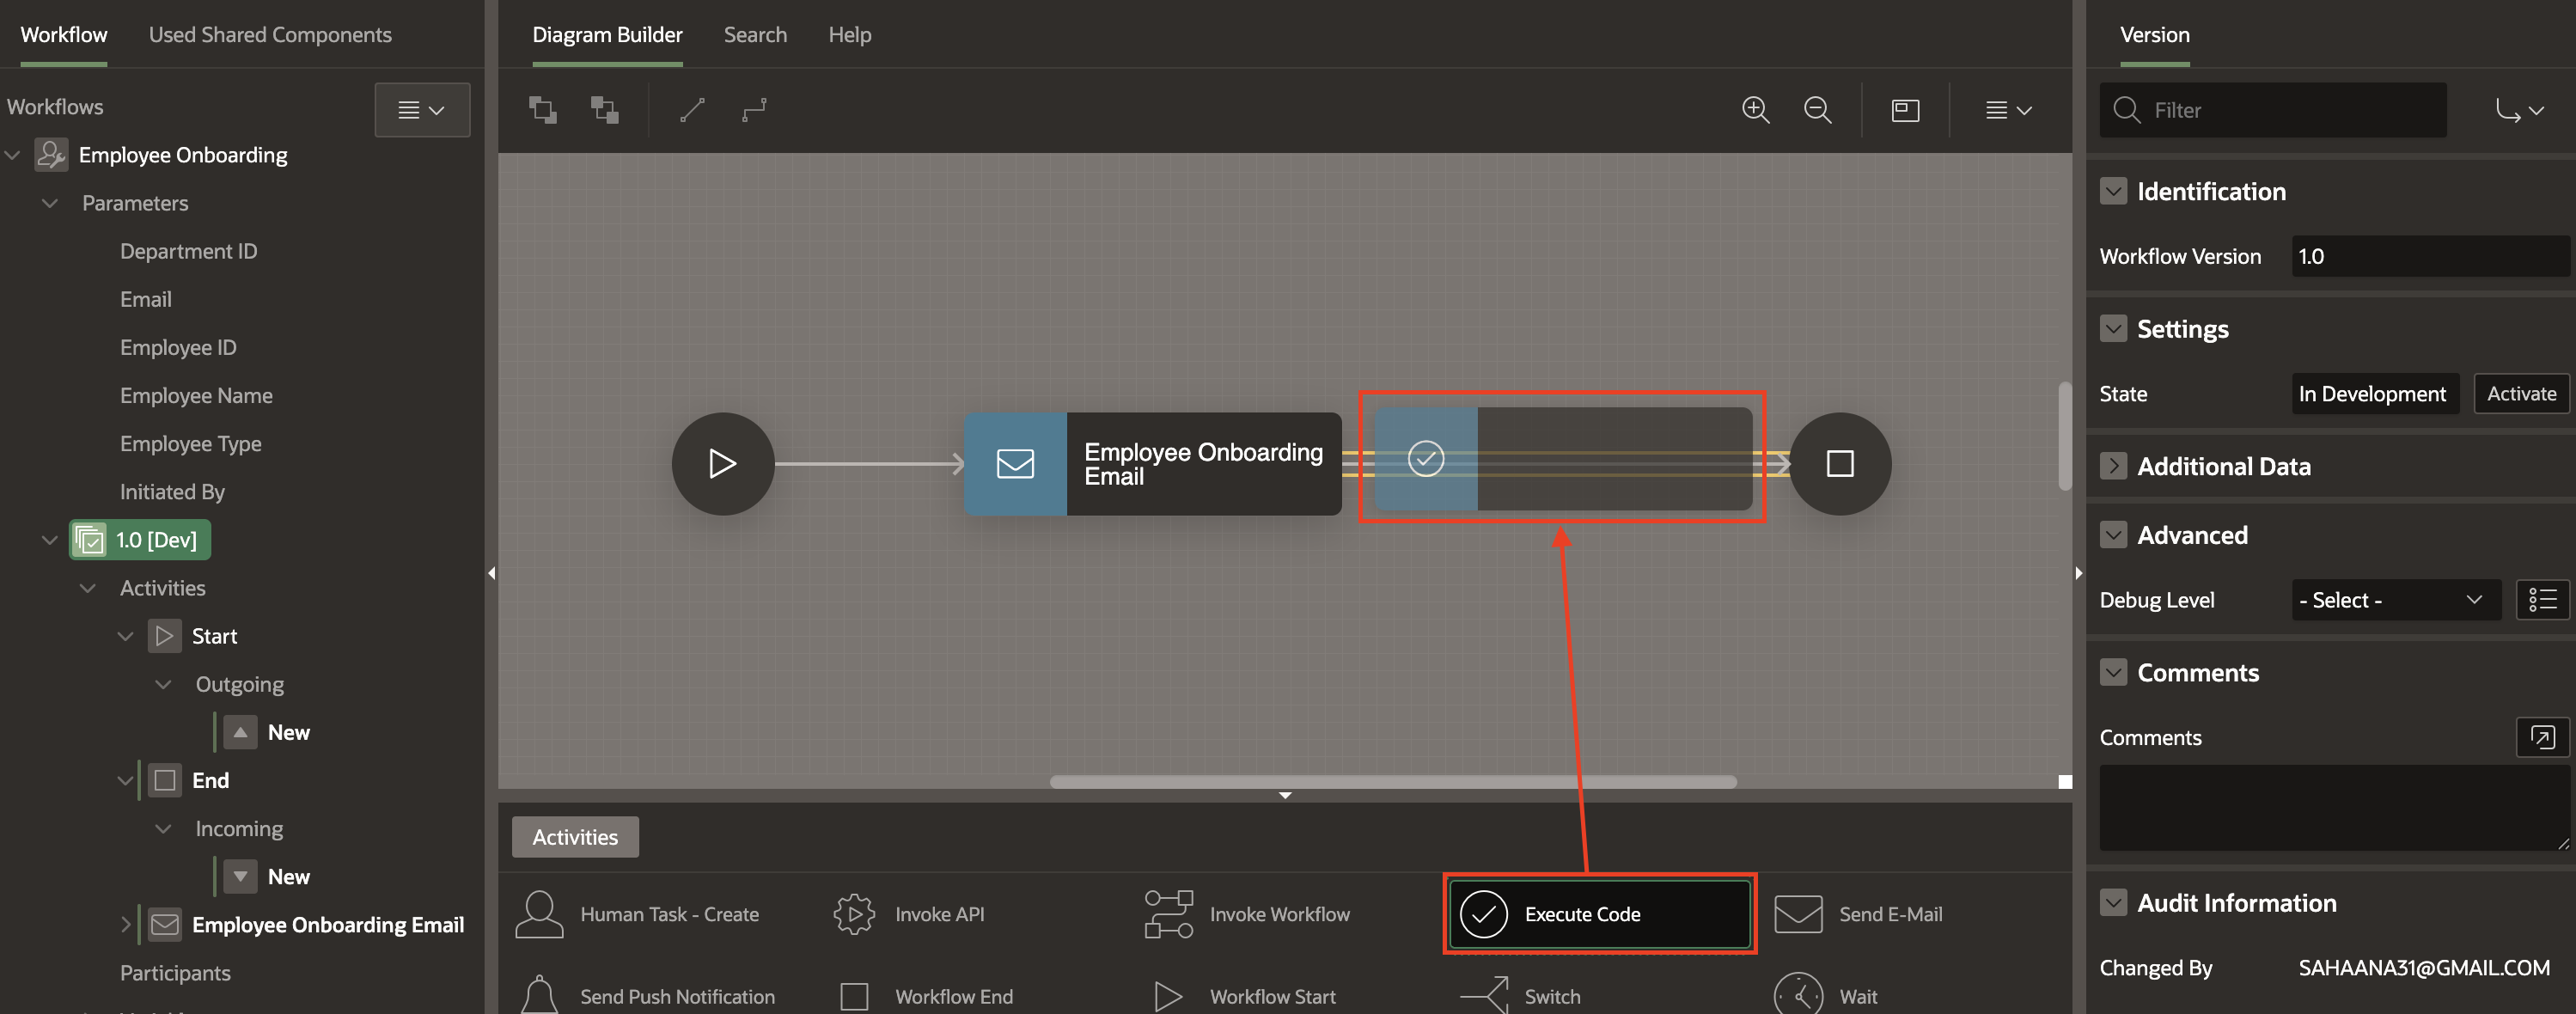 Workflow
Used Shared Components
Workflows
Employee Onboarding
Parameters
Department ID
Email
Employee ID
Employee Name
Employee Type
Initiated By
1.0 [Dev]
Activities
Start
Outgoing
New
End
Incoming
New
Employee Onboarding Email
Participants
Diagram Builder
Search
Help
Employee Onboarding
Email
Activities
Human Task - Create
Invoke API
Invoke Workflow
Execute Code
Send E-Mail
Send Push Notification
Workflow End
Workflow Start
Switch
Wait
Version
Filter
Identification
Workflow Version 1.0
Settings
State In Development Activate
Additional Data
Advanced
Debug Level - Select -
Comments
Comments
Audit Information
Changed By SAHAANA31@GMAIL.COM